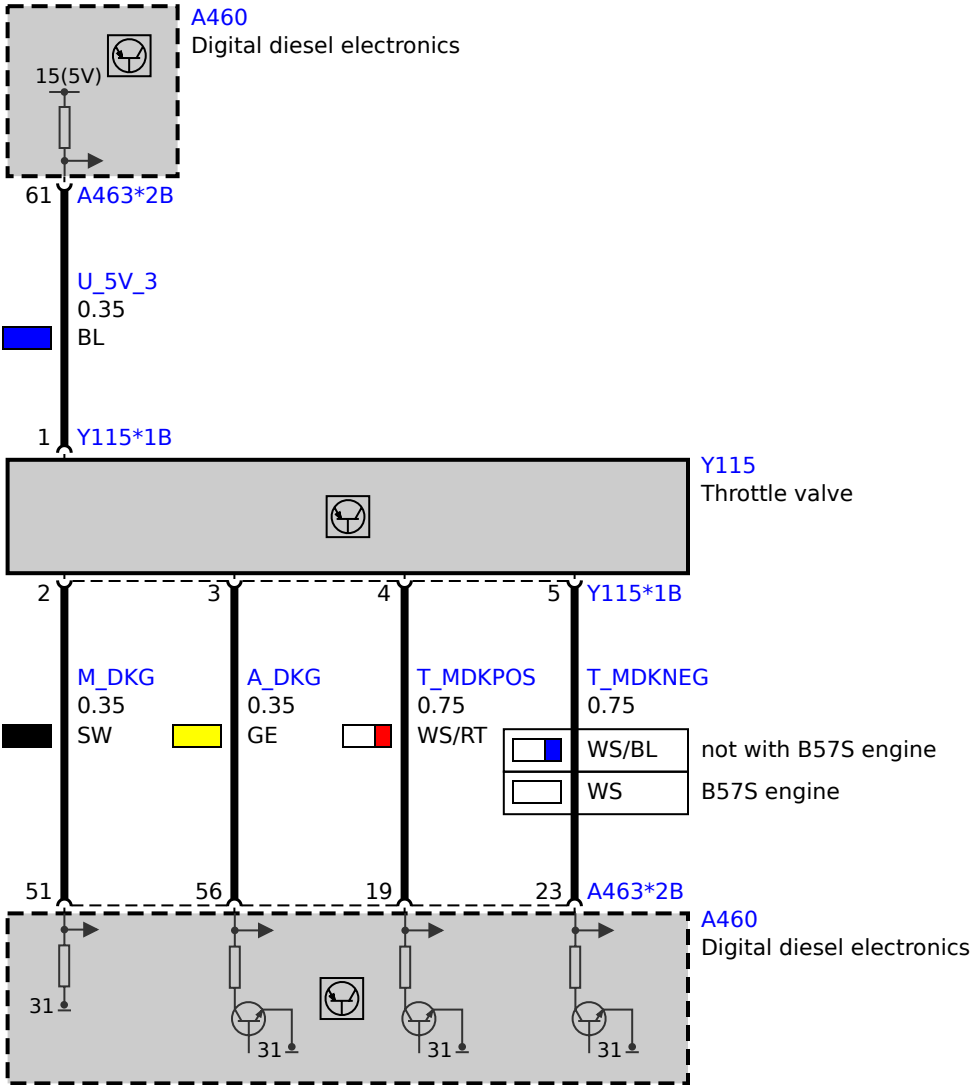 A460
Digital diesel electronics
15(5V)
61 A463*2B
U_5V_3
0.35
BL
1 Y115*1B
Y115
Throttle valve
2 3 4 5 Y115*1B
M_DKG A_DKG T_MDKPOS T_MDKNEG
0.35 0.35 0.75 0.75
SW GE WS/RT
WS/BL not with B57S engine
WS B57S engine
51 56 19 23 A463*2B
A460
Digital diesel electronics
31
31 31 31